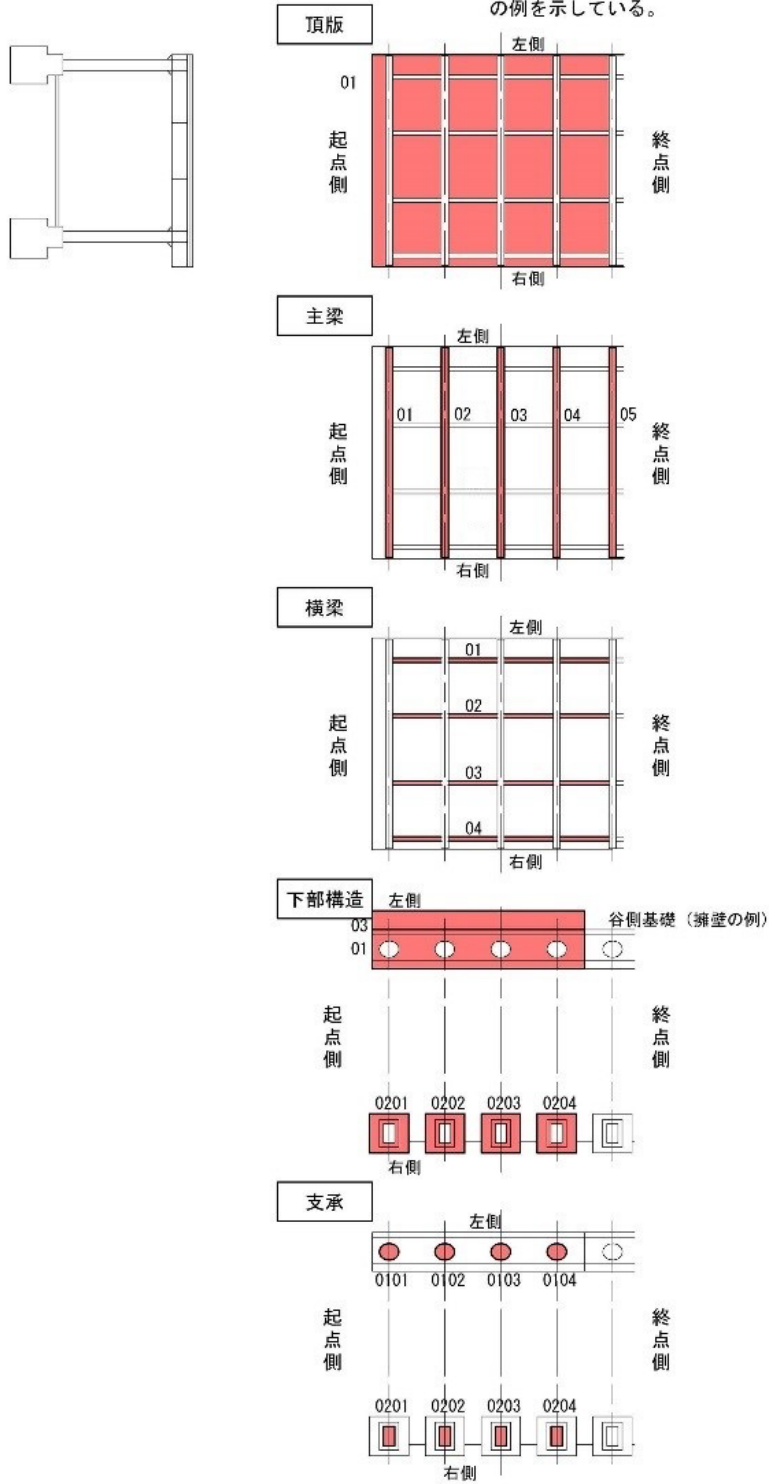 の例を示している。
頂版
左側
01
起点側
終点側
右側
主梁
左側
01 02 03 04 05
起点側
終点側
右側
横梁
左側
01
02
起点側
終点側
03
04
右側
下部構造
左側
03
谷側基礎（擁壁の例）
01
起点側
終点側
0201 0202 0203 0204
右側
支承
左側
0101 0102 0103 0104
起点側
終点側
0201 0202 0203 0204
右側